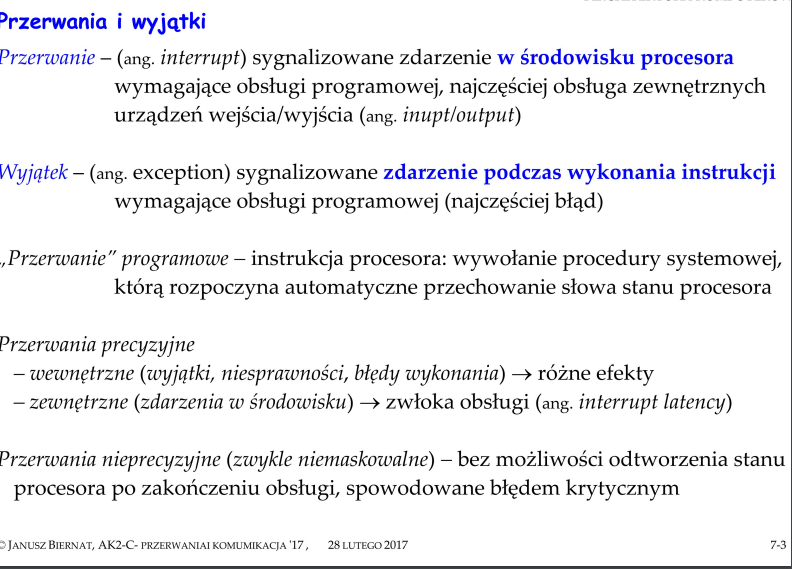 Przerwania i wyjątki
Przerwanie – (ang. interrupt) sygnalizowane zdarzenie w środowisku procesora
wymagające obsługi programowej, najczęściej obsługa zewnętrznych
urządzeń wejścia/wyjścia (ang. inupt/output)
Wyjątek – (ang. exception) sygnalizowane zdarzenie podczas wykonania instrukcji
wymagające obsługi programowej (najczęściej błąd)
„Przerwanie” programowe – instrukcja procesora: wywołanie procedury systemowej,
którą rozpoczyna automatyczne przechowanie słowa stanu procesora
Przerwania precyzyjne
– wewnętrzne (wyjątki, niesprawności, błędy wykonania) → różne efekty
– zewnętrzne (zdarzenia w środowisku) → zwłoka obsługi (ang. interrupt latency)
Przerwania nieprecyzyjne (zwykle niemaskowalne) – bez możliwości odtworzenia stanu
procesora po zakończeniu obsługi, spowodowane błędem krytycznym
© JANUSZ BIERNAT, AK2-C- PRZERWANIAI KOMUMIKACJA '17 , 28 LUTEGO 2017 7-3